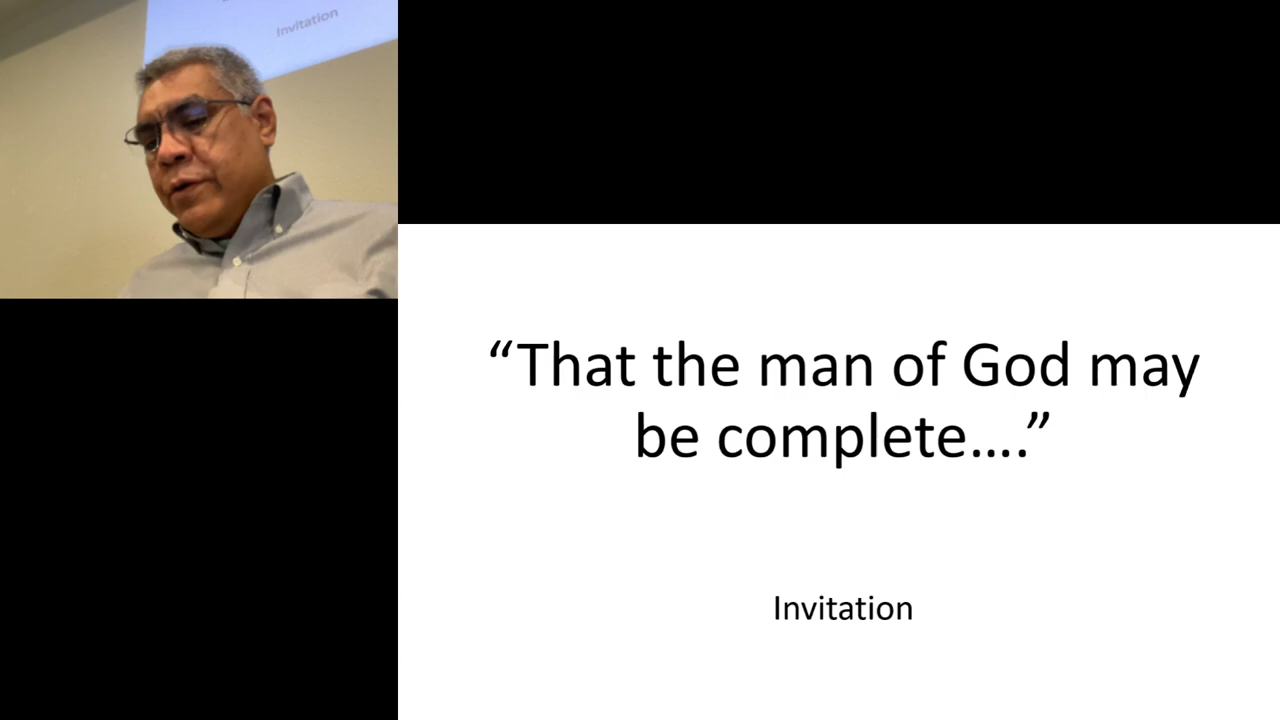 Invitation
“That the man of God may
be complete....”
Invitation